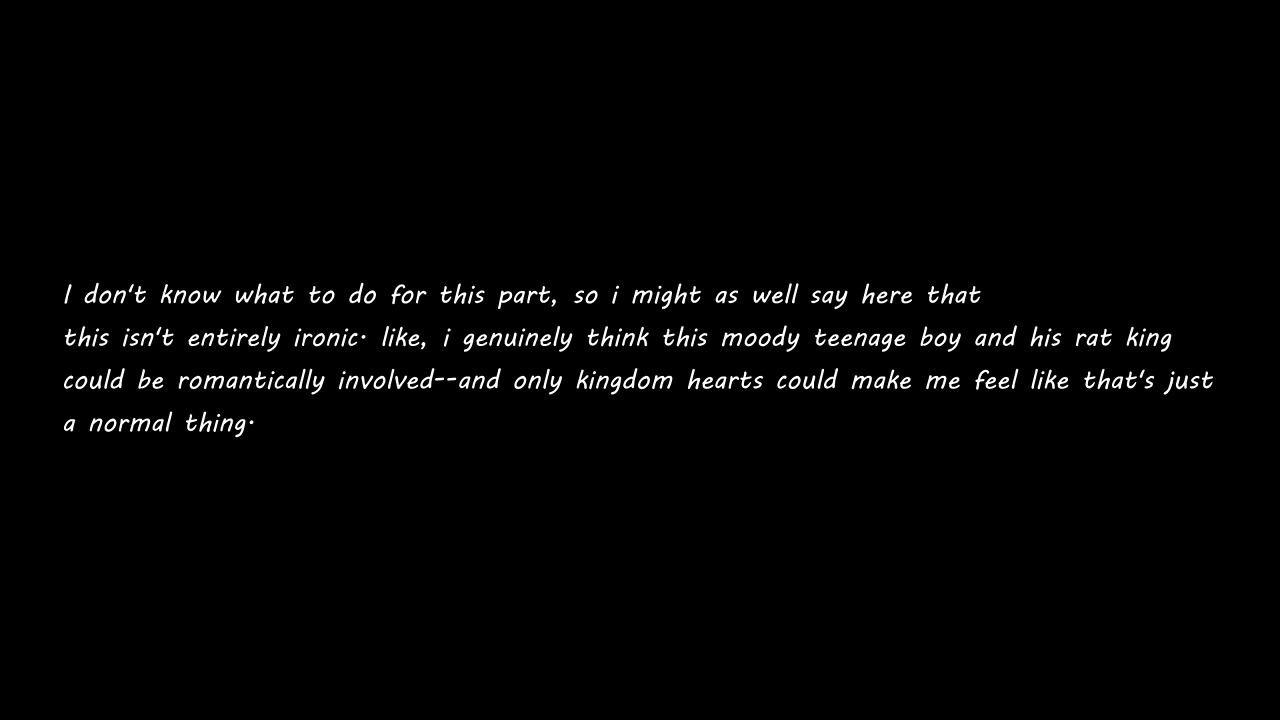 I don't know what to do for this part, so i might as well say here that
this isn't entirely ironic. like, i genuinely think this moody teenage boy and his rat king
could be romantically involved--and only kingdom hearts could make me feel like that's just
a normal thing.